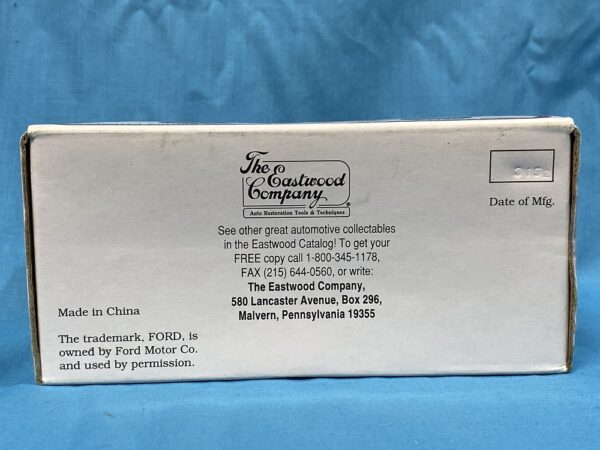 The
Eastwood
Company®
Auto Restoration Tools & Techniques
See other great automotive collectables
in the Eastwood Catalog! To get your
FREE copy call 1-800-345-1178,
FAX (215) 644-0560, or write:
The Eastwood Company,
580 Lancaster Avenue, Box 296,
Malvern, Pennsylvania 19355
Date of Mfg.
Made in China
The trademark, FORD, is
owned by Ford Motor Co.
and used by permission.